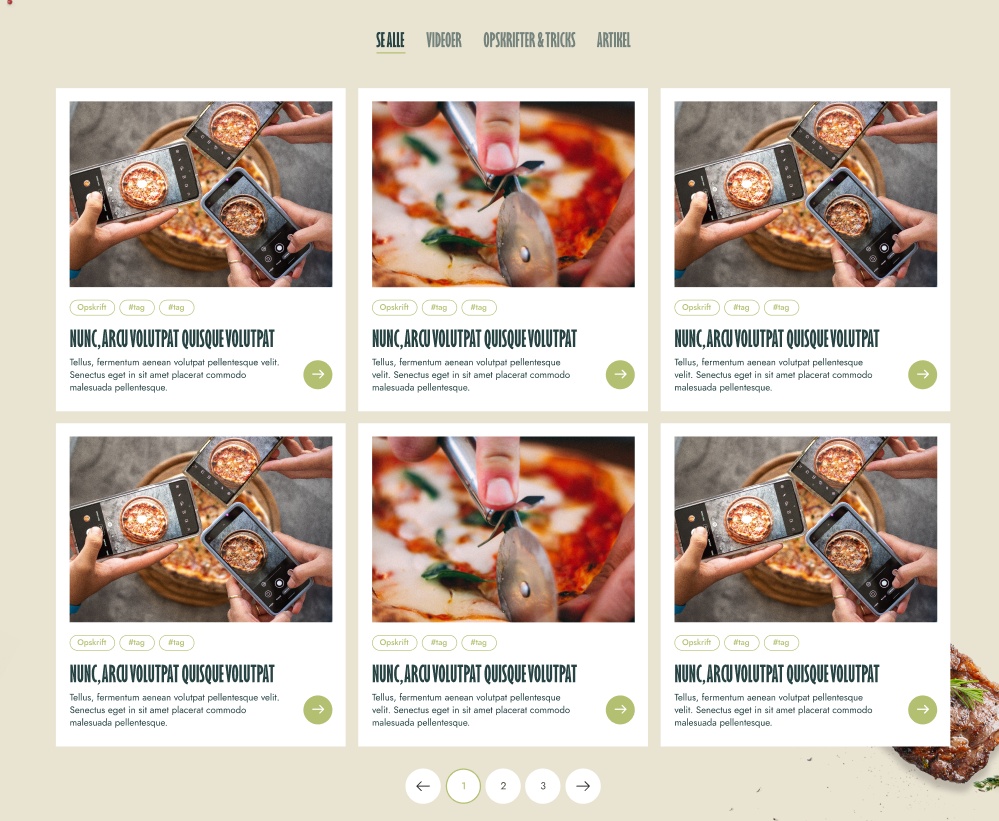 SE ALLE VIDEOER OPSKRIFTER & TRICKS ARTIKEL
Opskrift #tag #tag
NUNC, ARCU VOLUTPAT QUISQUE VOLUTPAT
Tellus, fermentum aenean volutpat pellentesque velit.
Senectus eget in sit amet placerat commodo
malesuada pellentesque.
Opskrift #tag #tag
NUNC, ARCU VOLUTPAT QUISQUE VOLUTPAT
Tellus, fermentum aenean volutpat pellentesque
velit. Senectus eget in sit amet placerat commodo
malesuada pellentesque.
Opskrift #tag #tag
NUNC, ARCU VOLUTPAT QUISQUE VOLUTPAT
Tellus, fermentum aenean volutpat pellentesque
velit. Senectus eget in sit amet placerat commodo
malesuada pellentesque.
Opskrift #tag #tag
NUNC, ARCU VOLUTPAT QUISQUE VOLUTPAT
Tellus, fermentum aenean volutpat pellentesque velit.
Senectus eget in sit amet placerat commodo
malesuada pellentesque.
Opskrift #tag #tag
NUNC, ARCU VOLUTPAT QUISQUE VOLUTPAT
Tellus, fermentum aenean volutpat pellentesque
velit. Senectus eget in sit amet placerat commodo
malesuada pellentesque.
Opskrift #tag #tag
NUNC, ARCU VOLUTPAT QUISQUE VOLUTPAT
Tellus, fermentum aenean volutpat pellentesque
velit. Senectus eget in sit amet placerat commodo
malesuada pellentesque.
1 2 3